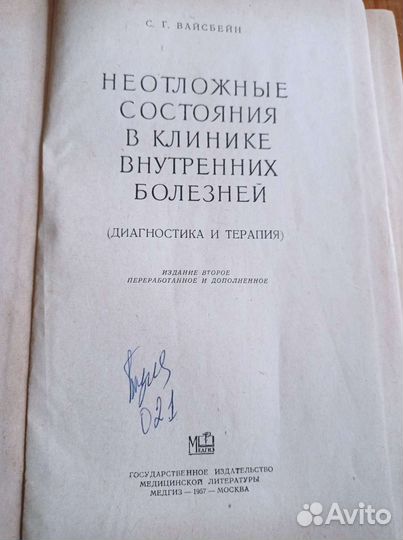 С. Г. ВАЙСБЕЙН
НЕОТЛОЖНЫЕ
СОСТОЯНИЯ
В КЛИНИКЕ
ВНУТРЕННИХ
БОЛЕЗНЕЙ
(ДИАГНОСТИКА И ТЕРАПИЯ)
ИЗДАНИЕ ВТОРОЕ
ПЕРЕРАБОТАННОЕ И ДОПОЛНЕННОЕ
021
МЕДГИЗ
ГОСУДАРСТВЕННОЕ ИЗДАТЕЛЬСТВО
МЕДИЦИНСКОЙ ЛИТЕРАТУРЫ
МЕДГИЗ — 1957 — МОСКВА
Avito